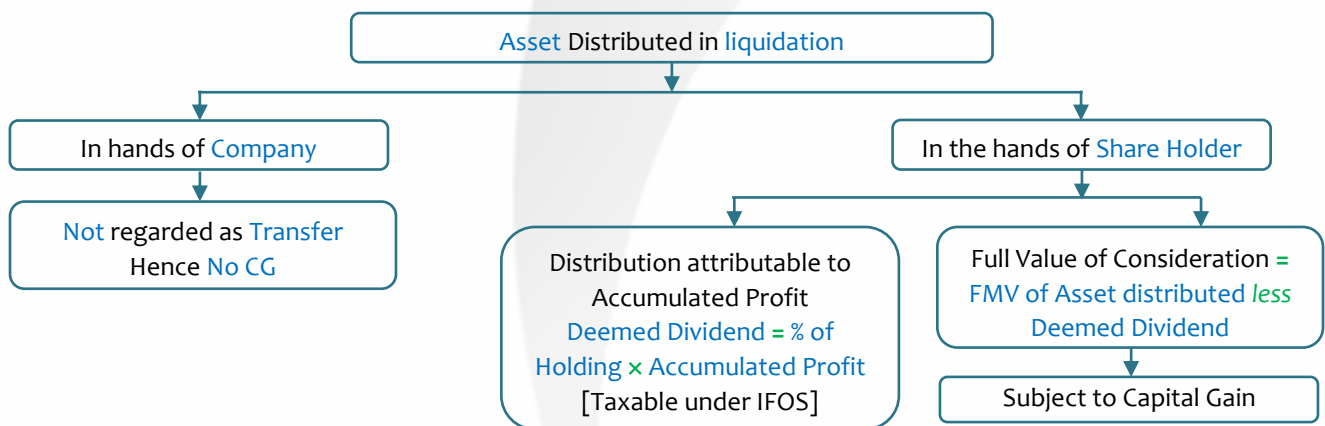 Asset Distributed in liquidation
In hands of Company
In the hands of Share Holder
Not regarded as Transfer
Hence No CG
Distribution attributable to
Accumulated Profit
Deemed Dividend = % of
Holding × Accumulated Profit
[Taxable under IFOS]
Full Value of Consideration =
FMV of Asset distributed less
Deemed Dividend
Subject to Capital Gain